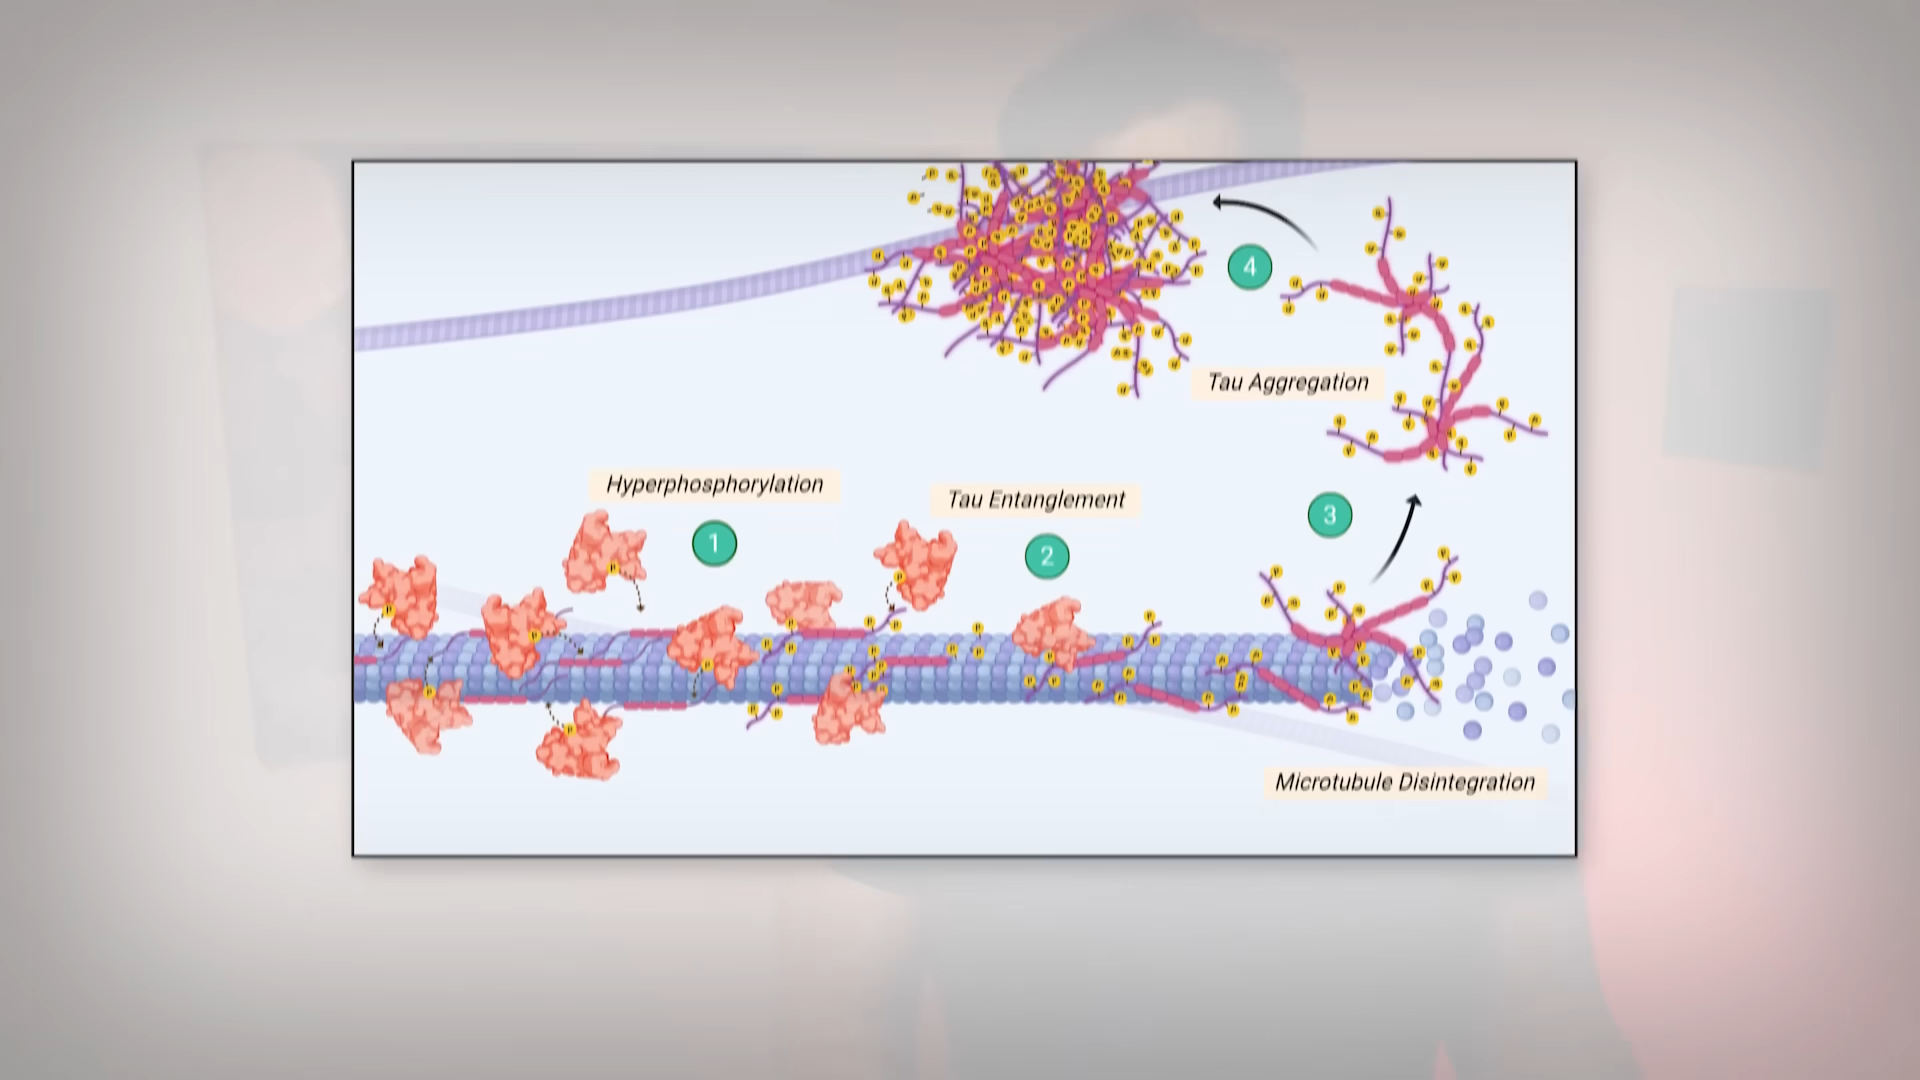 4
Tau Aggregation
Hyperphosphorylation
1
Tau Entanglement
2
3
Microtubule Disintegration